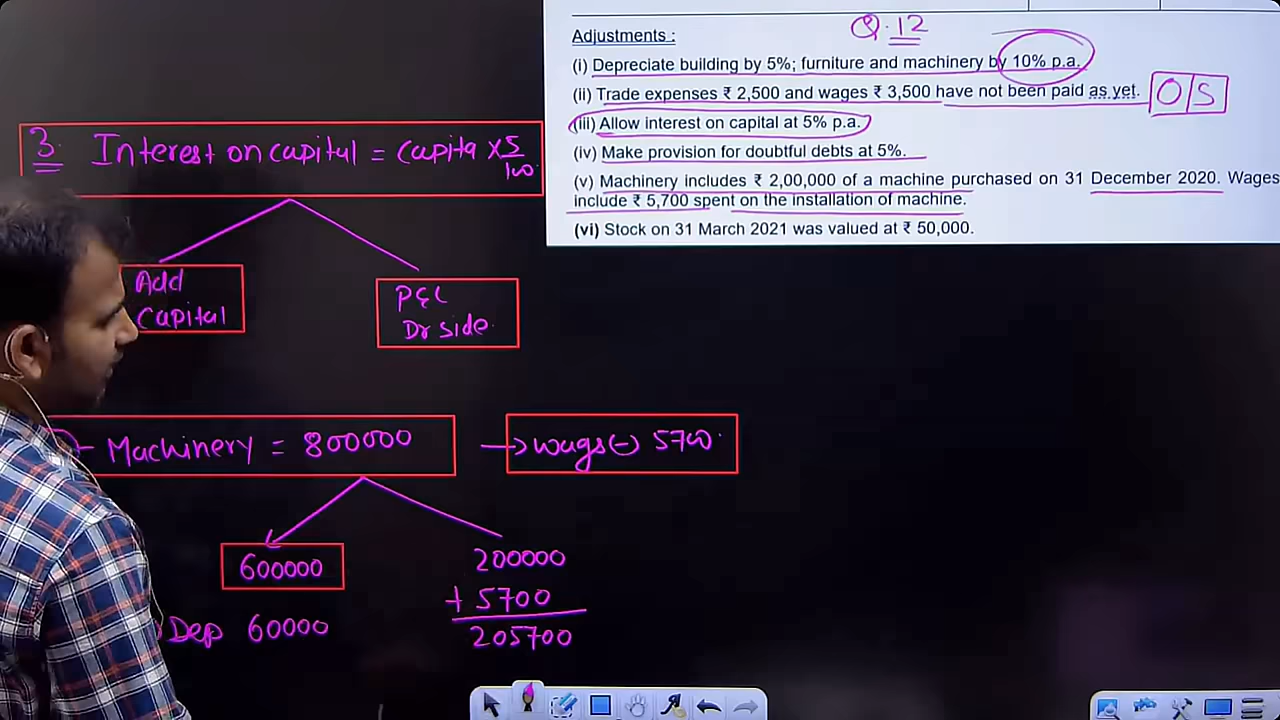 Q.12
Adjustments :
(i) Depreciate building by 5%; furniture and machinery by 10% p.a.
(ii) Trade expenses ₹ 2,500 and wages ₹ 3,500 have not been paid as yet. O/S
(iii) Allow interest on capital at 5% p.a.
(iv) Make provision for doubtful debts at 5%.
(v) Machinery includes ₹ 2,00,000 of a machine purchased on 31 December 2020. Wages
include ₹ 5,700 spent on the installation of machine.
(vi) Stock on 31 March 2021 was valued at ₹ 50,000.
3. Interest on capital = capita × 5/100
Add
Capital
P&L
Dr side
Machinery = 800000
→ wags (-) 5700
600000
Dep 60000
200000
+ 5700
205700